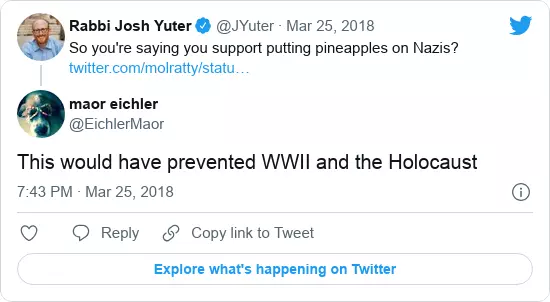 Rabbi Josh Yuter @JYuter · Mar 25, 2018
So you're saying you support putting pineapples on Nazis?
twitter.com/molratty/statu…
maor eichler
@EichlerMaor
This would have prevented WWII and the Holocaust
7:43 PM · Mar 25, 2018
Reply Copy link to Tweet
Explore what's happening on Twitter